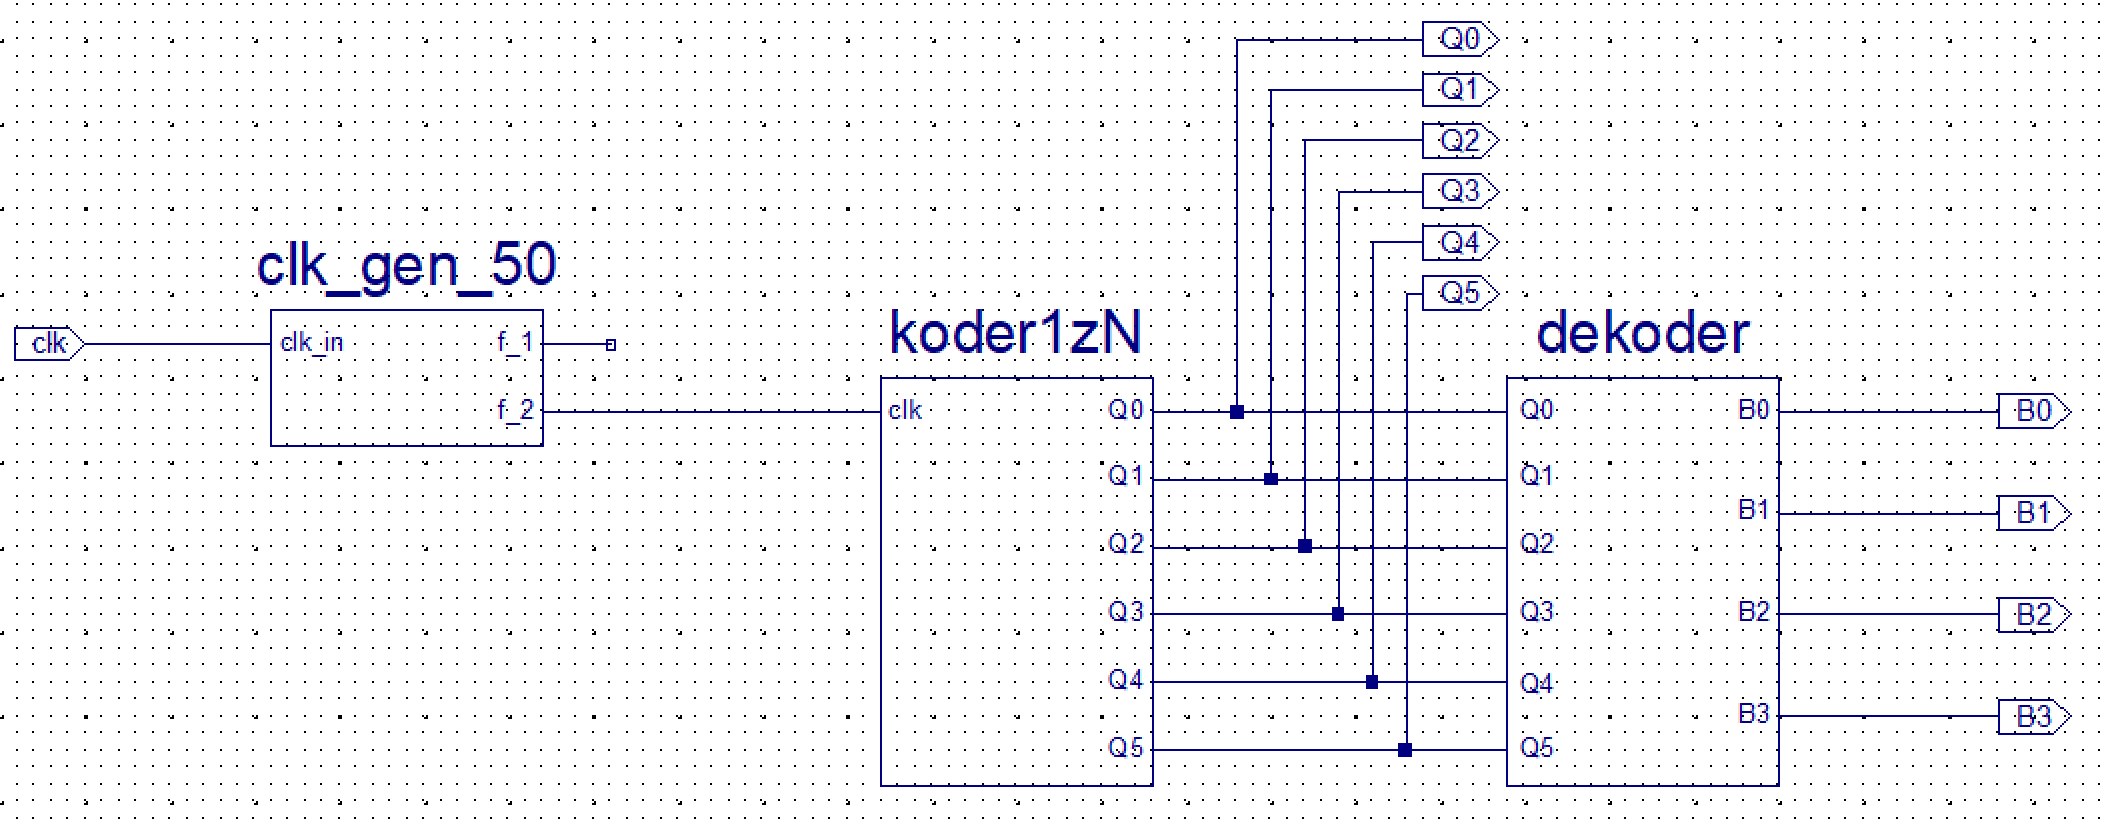 Q0
Q1
Q2
Q3
Q4
Q5
clk_gen_50
clk
clk_in
f_1
f_2
koder1zN
clk
Q0
Q1
Q2
Q3
Q4
Q5
dekoder
Q0
Q1
Q2
Q3
Q4
Q5
B0
B1
B2
B3
B0
B1
B2
B3